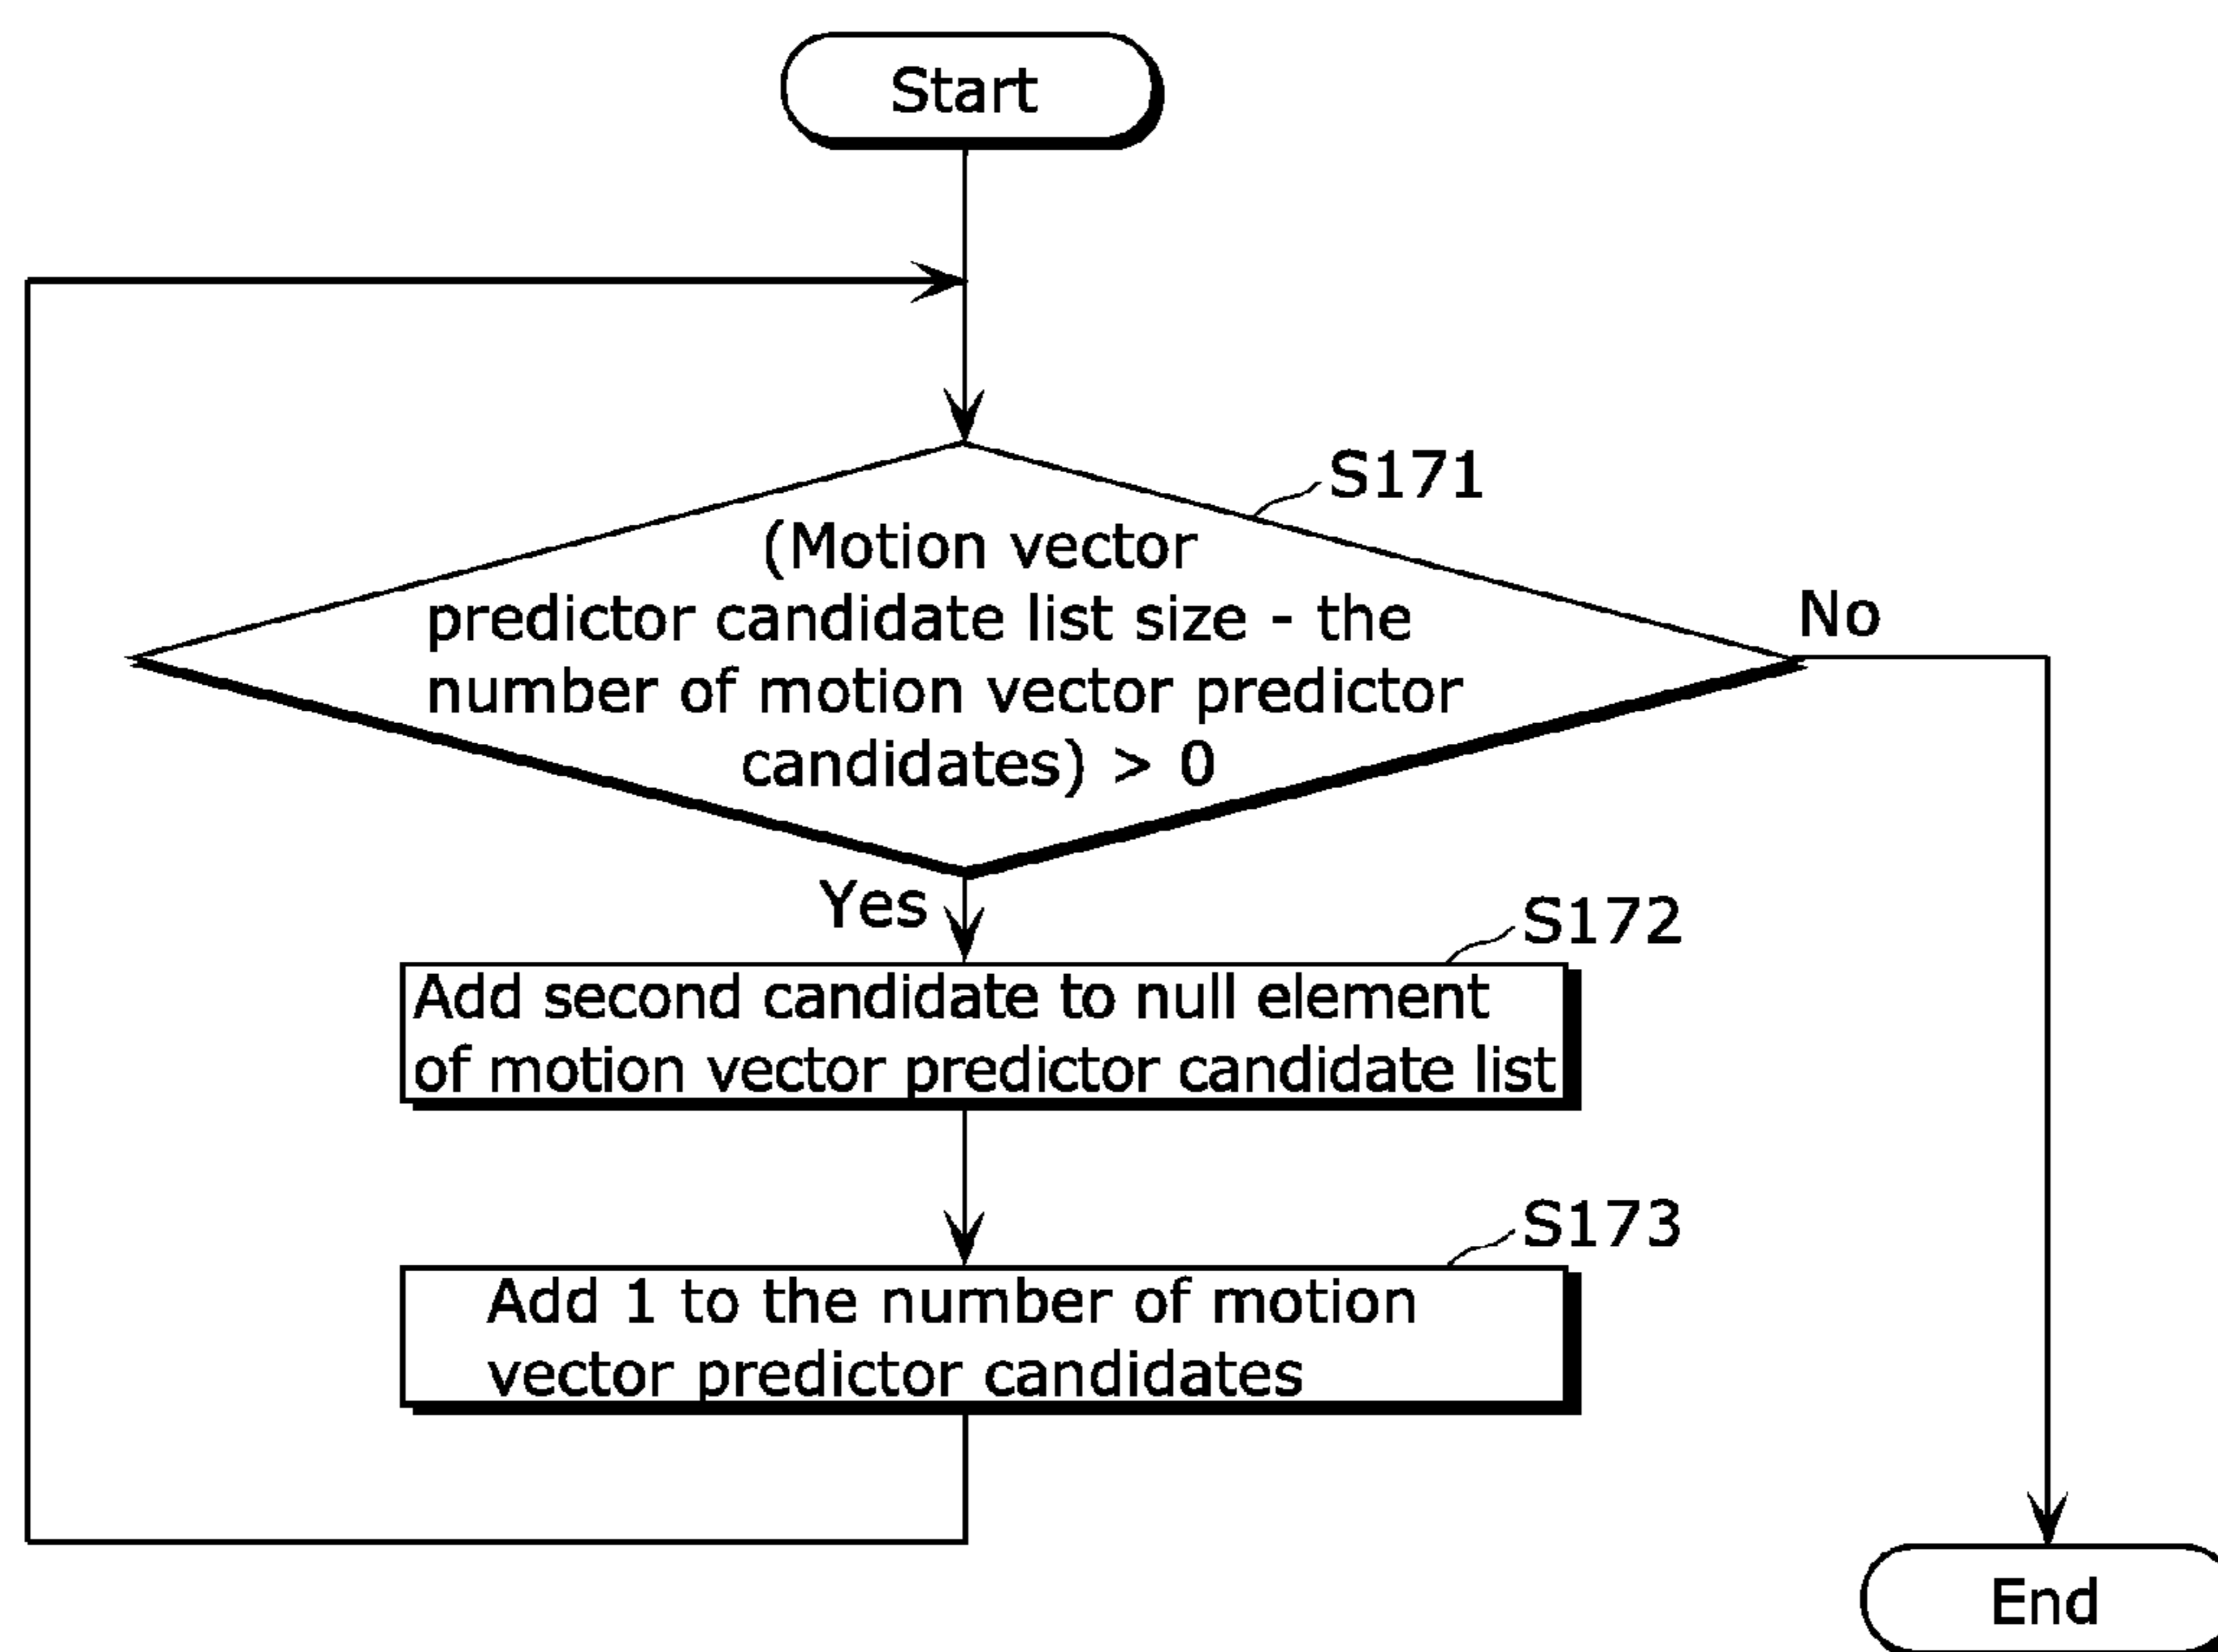 Start
S171
(Motion vector
predictor candidate list size - the
number of motion vector predictor
candidates) > 0
No
Yes
S172
Add second candidate to null element
of motion vector predictor candidate list
S173
Add 1 to the number of motion
vector predictor candidates
End